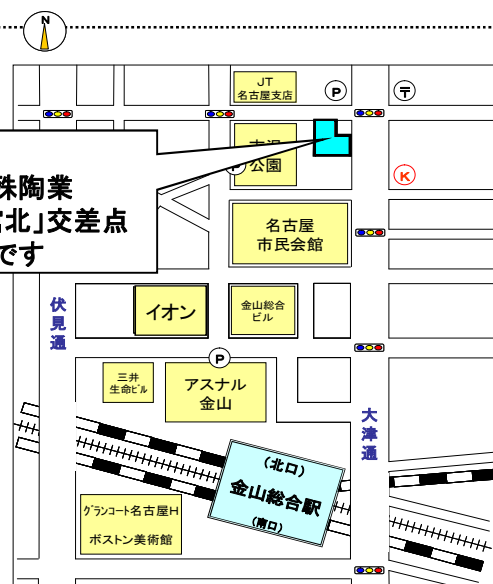 N
JT
名古屋支店
P
〒
殊陶業
北」交差点
です
P
公園
K
名古屋
市民会館
伏見通
イオン
金山総合
ビル
P
三井
生命ビル
アスナル
金山
大津通
(北口)
金山総合駅
(南口)
グランコート名古屋H
ボストン美術館